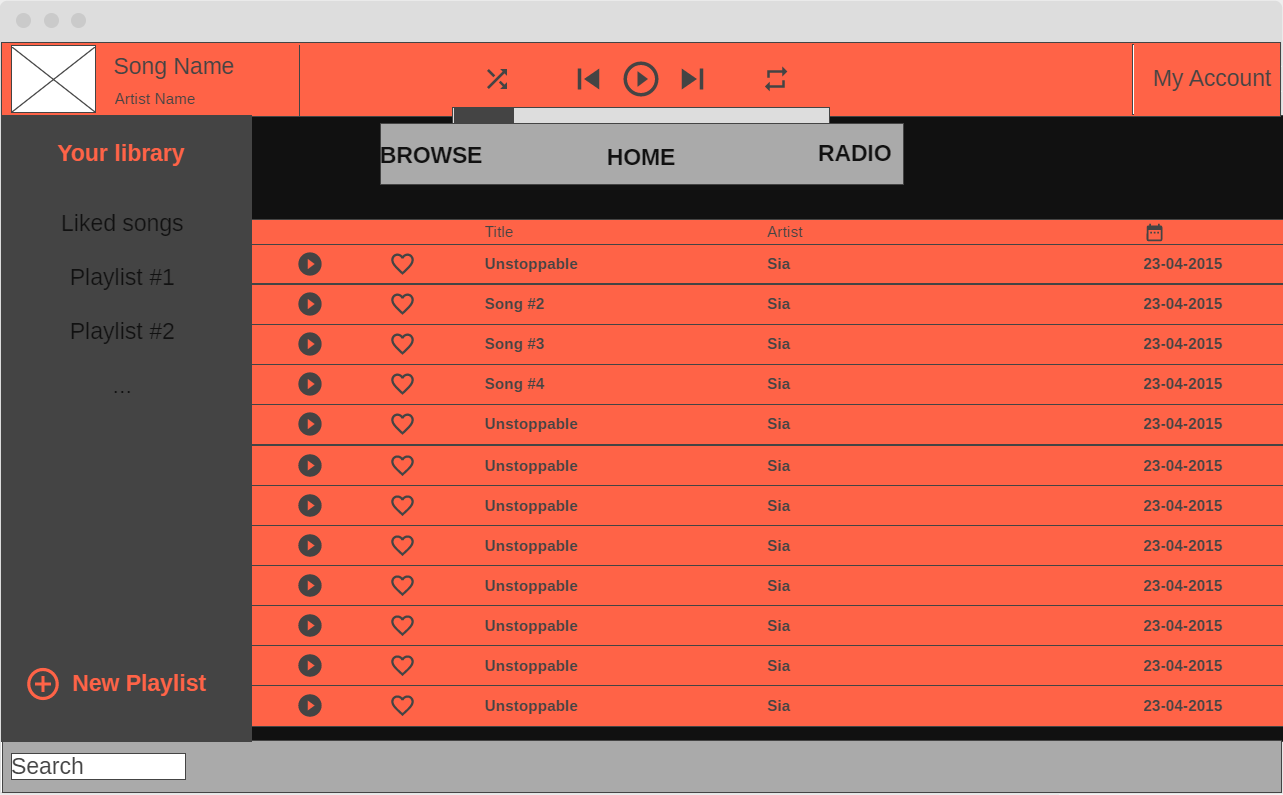 Song Name
Artist Name
My Account
BROWSE HOME RADIO
Your library
Liked songs
Playlist #1
Playlist #2
...
New Playlist
Title Artist
Unstoppable Sia 23-04-2015
Song #2 Sia 23-04-2015
Song #3 Sia 23-04-2015
Song #4 Sia 23-04-2015
Unstoppable Sia 23-04-2015
Unstoppable Sia 23-04-2015
Unstoppable Sia 23-04-2015
Unstoppable Sia 23-04-2015
Unstoppable Sia 23-04-2015
Unstoppable Sia 23-04-2015
Unstoppable Sia 23-04-2015
Unstoppable Sia 23-04-2015
Search